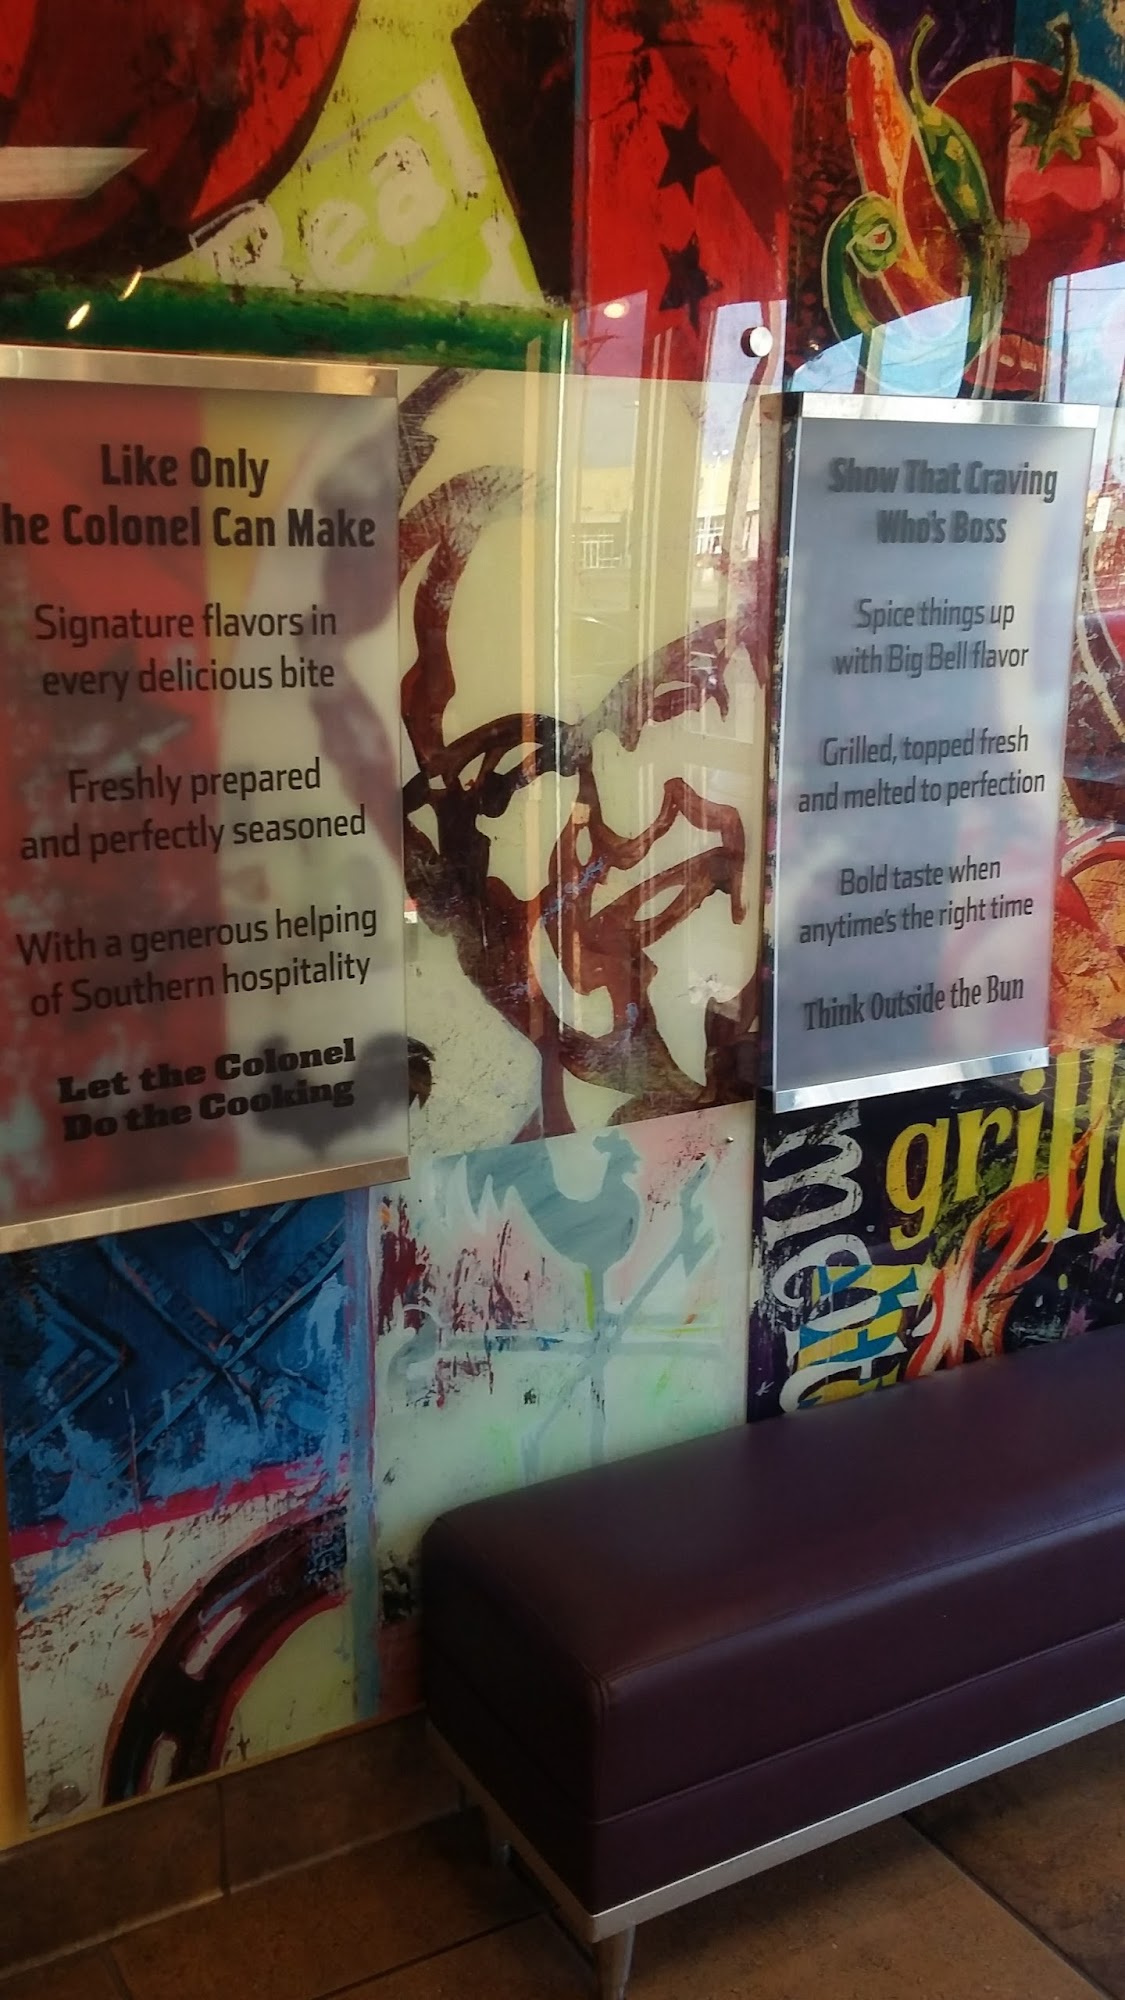 Real
Like Only
he Colonel Can Make
Signature flavors in
every delicious bite
Freshly prepared
and perfectly seasoned
With a generous helping
of Southern hospitality
Let the Colonel
Do the Cooking
Show That Craving
Who's Boss
Spice things up
with Big Bell flavor
Grilled, topped fresh
and melted to perfection
Bold taste when
anytime's the right time
Think Outside the Bun
grille